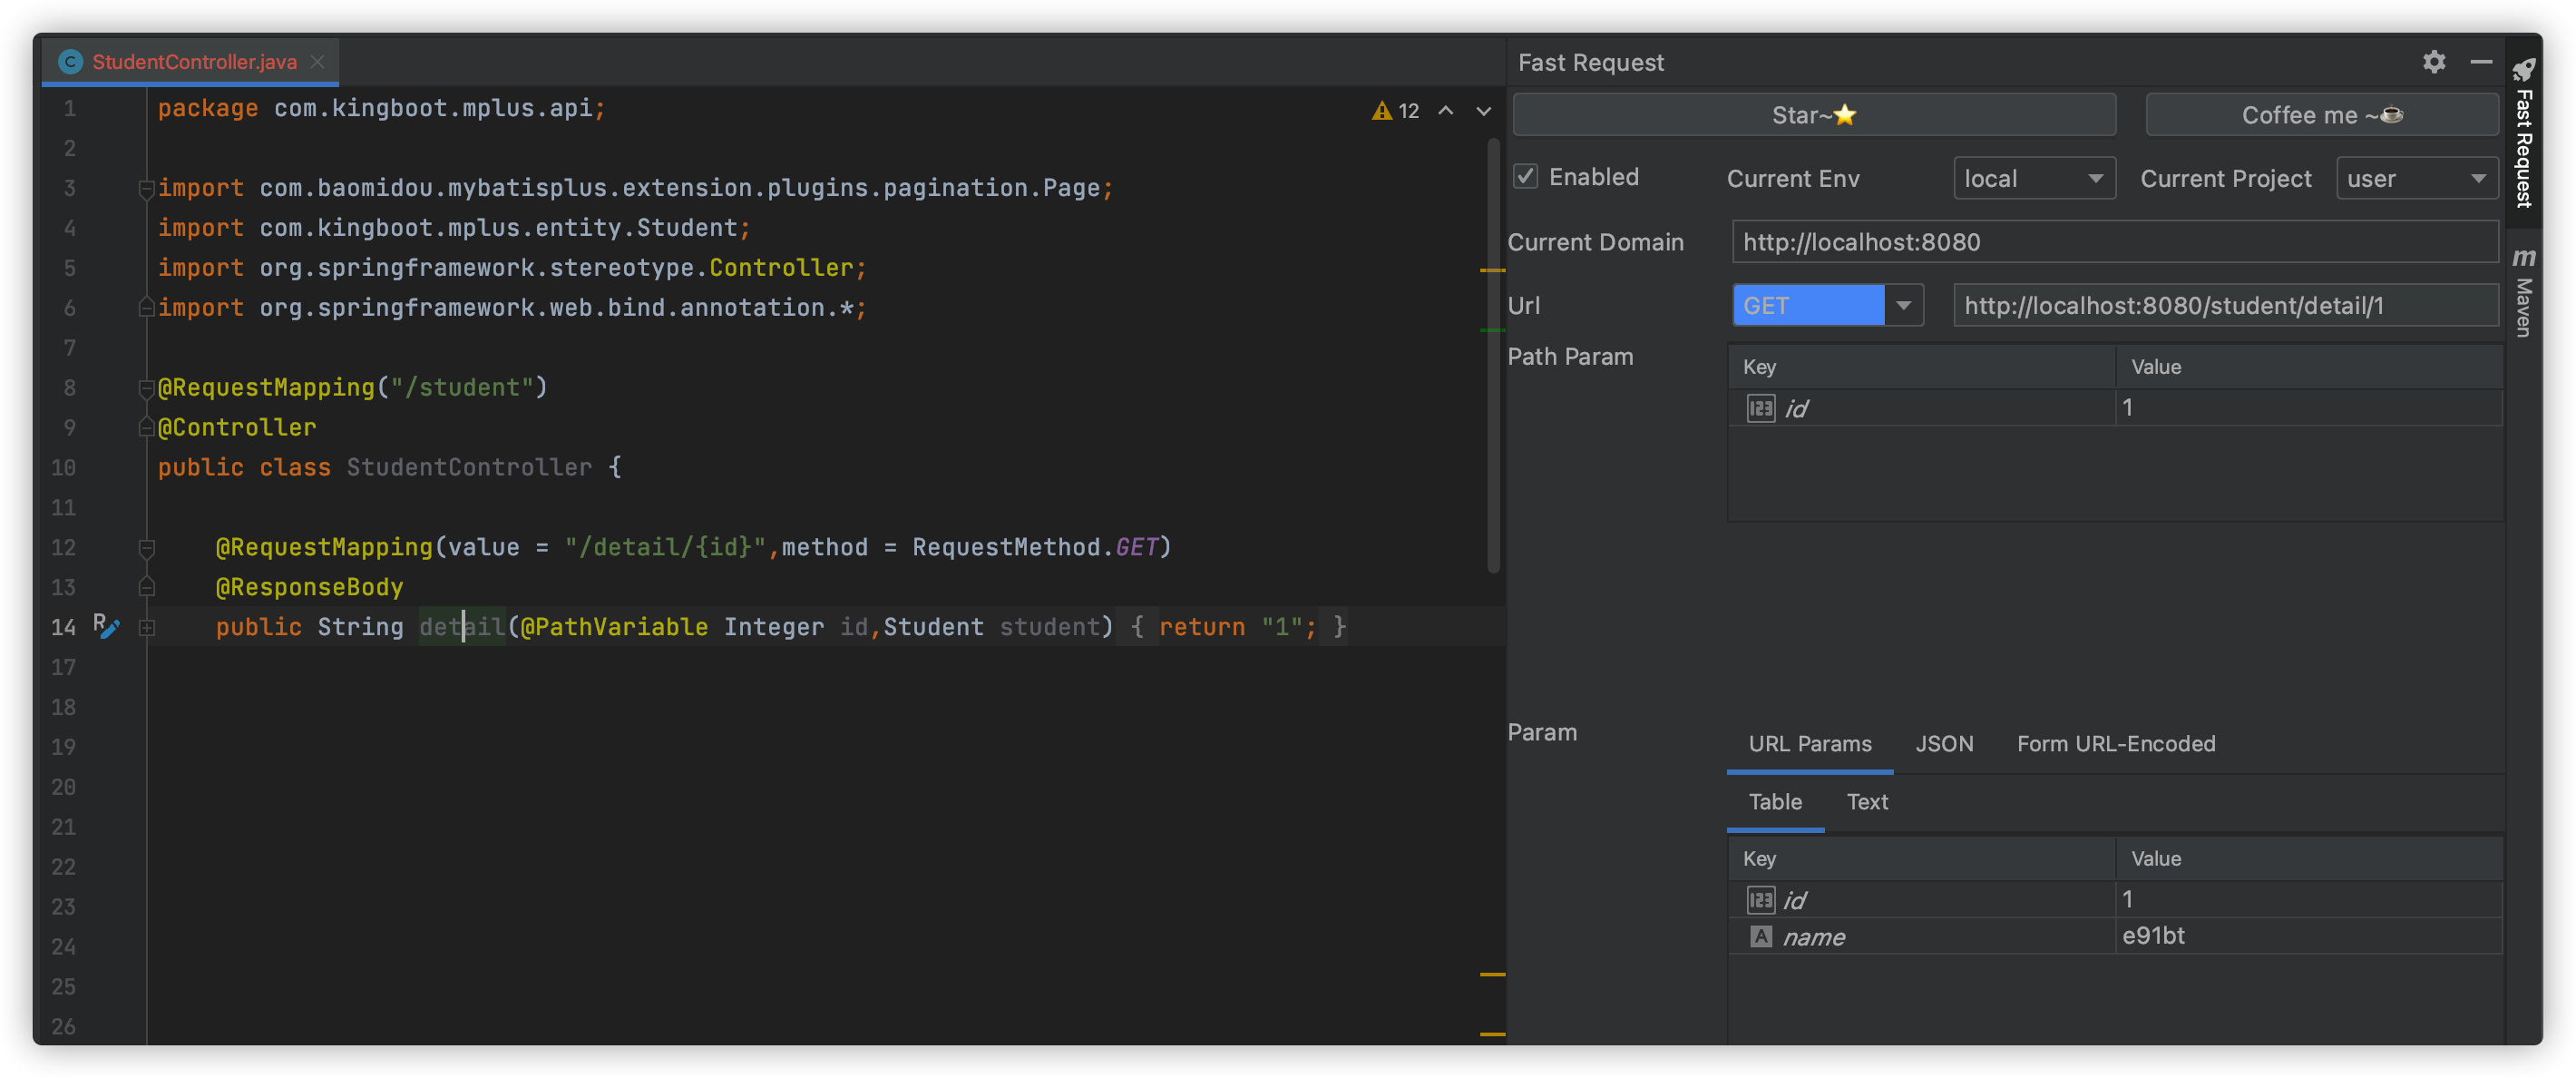 StudentController.java
1 package com.kingboot.mplus.api;
12
2
3 import com.baomidou.mybatisplus.extension.plugins.pagination.Page;
4 import com.kingboot.mplus.entity.Student;
5 import org.springframework.stereotype.Controller;
6 import org.springframework.web.bind.annotation.*;
7
8 @RequestMapping("/student")
9 @Controller
10 public class StudentController {
11
12 @RequestMapping(value = "/detail/{id}",method = RequestMethod.GET)
13 @ResponseBody
14 public String detail(@PathVariable Integer id,Student student) { return "1"; }
17
18
19
20
21
22
23
24
25
26
Fast Request
Star~⭐
Coffee me ~☕
Enabled
Current Env
local
Current Project
user
Current Domain
http://localhost:8080
Url
GET
http://localhost:8080/student/detail/1
Path Param
Key Value
123 id 1
Param
URL Params JSON Form URL-Encoded
Table Text
Key Value
123 id 1
A name e91bt
Fast Request
m Maven